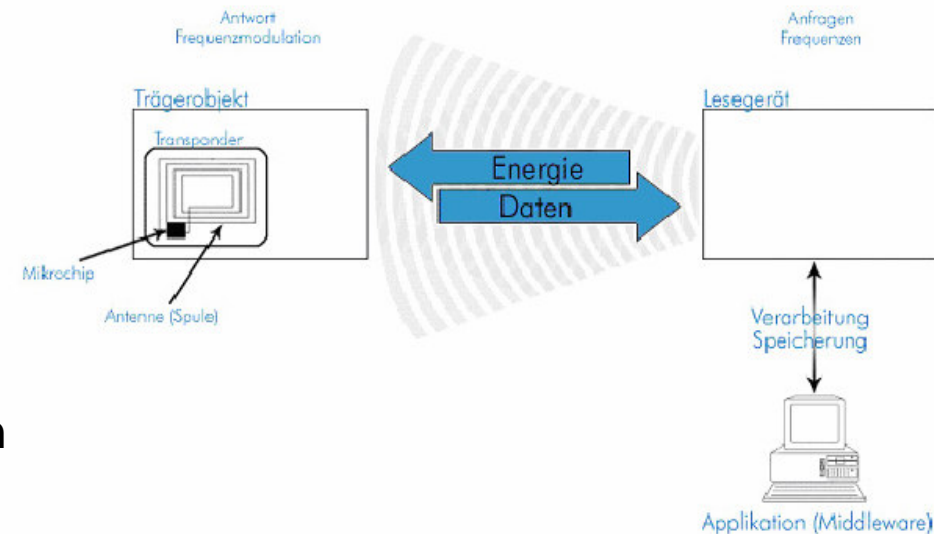 Antwort
Frequenzmodulation
Anfragen
Frequenzen
Trägerobjekt
Transponder
Lesegerät
Energie
Daten
Mikrochip
Antenne (Spule)
Verarbeitung
Speicherung
n
Applikation (Middleware)